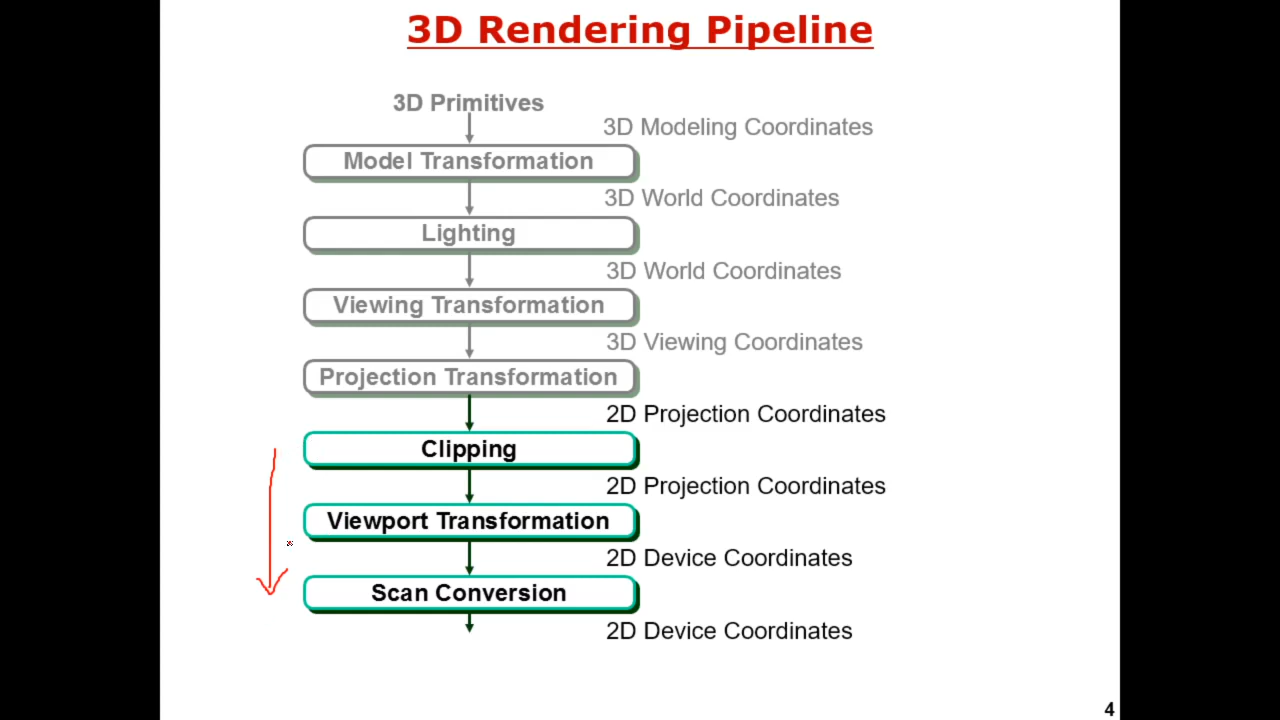 3D Rendering Pipeline
3D Primitives
3D Modeling Coordinates
Model Transformation
3D World Coordinates
Lighting
3D World Coordinates
Viewing Transformation
3D Viewing Coordinates
Projection Transformation
2D Projection Coordinates
Clipping
2D Projection Coordinates
Viewport Transformation
2D Device Coordinates
Scan Conversion
2D Device Coordinates
4